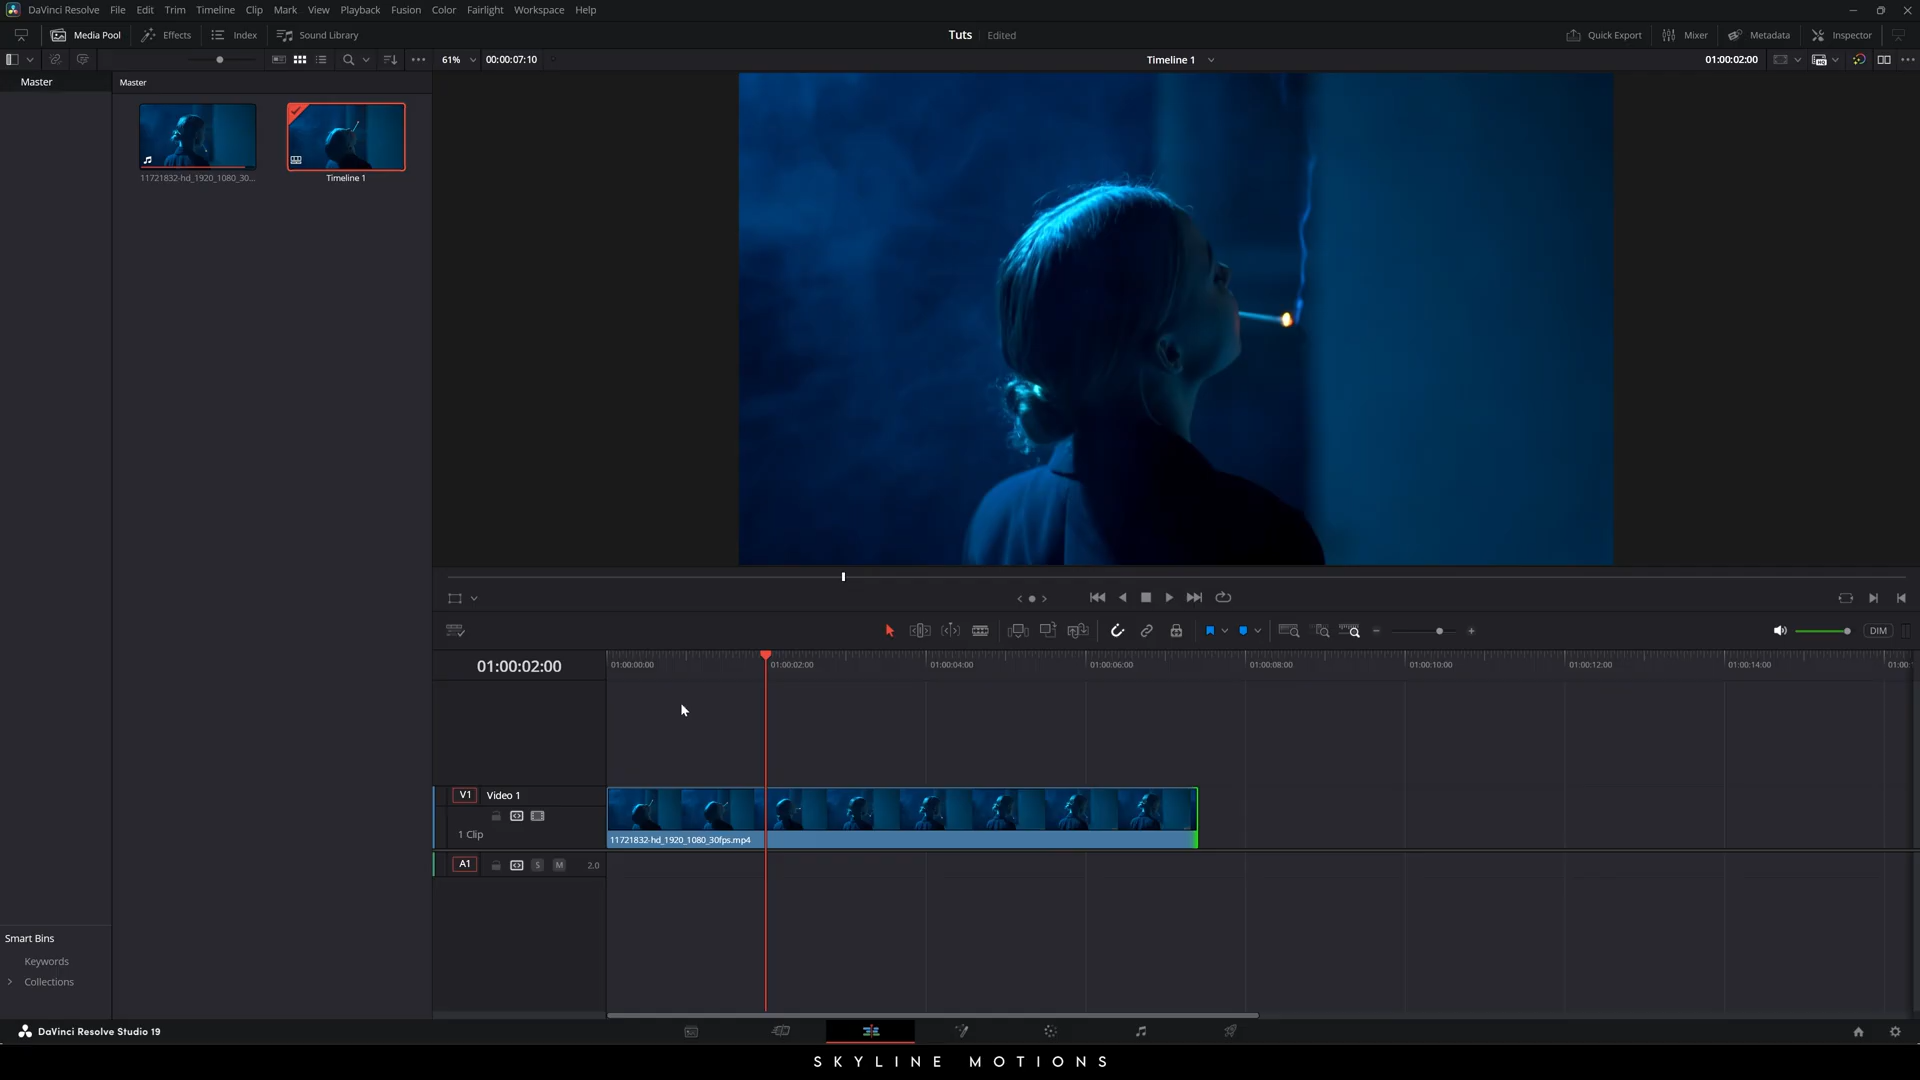 DaVinci Resolve File Edit Trim Timeline Clip Mark View Playback Fusion Color Fairlight Workspace Help
Media Pool Effects Index Sound Library Tuts Edited Quick Export Mixer Metadata Inspector
61% 00:00:07:10 Timeline 1 01:00:02:00
Master Master
11721832-hd_1920_1080_30... Timeline 1
DIM
01:00:02:00 01:00:00:00 01:00:02:00 01:00:04:00 01:00:06:00 01:00:08:00 01:00:10:00 01:00:12:00 01:00:14:00 01:00:
V1 Video 1
1 Clip
11721832-hd_1920_1080_30fps.mp4
A1 S M 2.0
Smart Bins
Keywords
Collections
DaVinci Resolve Studio 19
SKYLINE MOTIONS